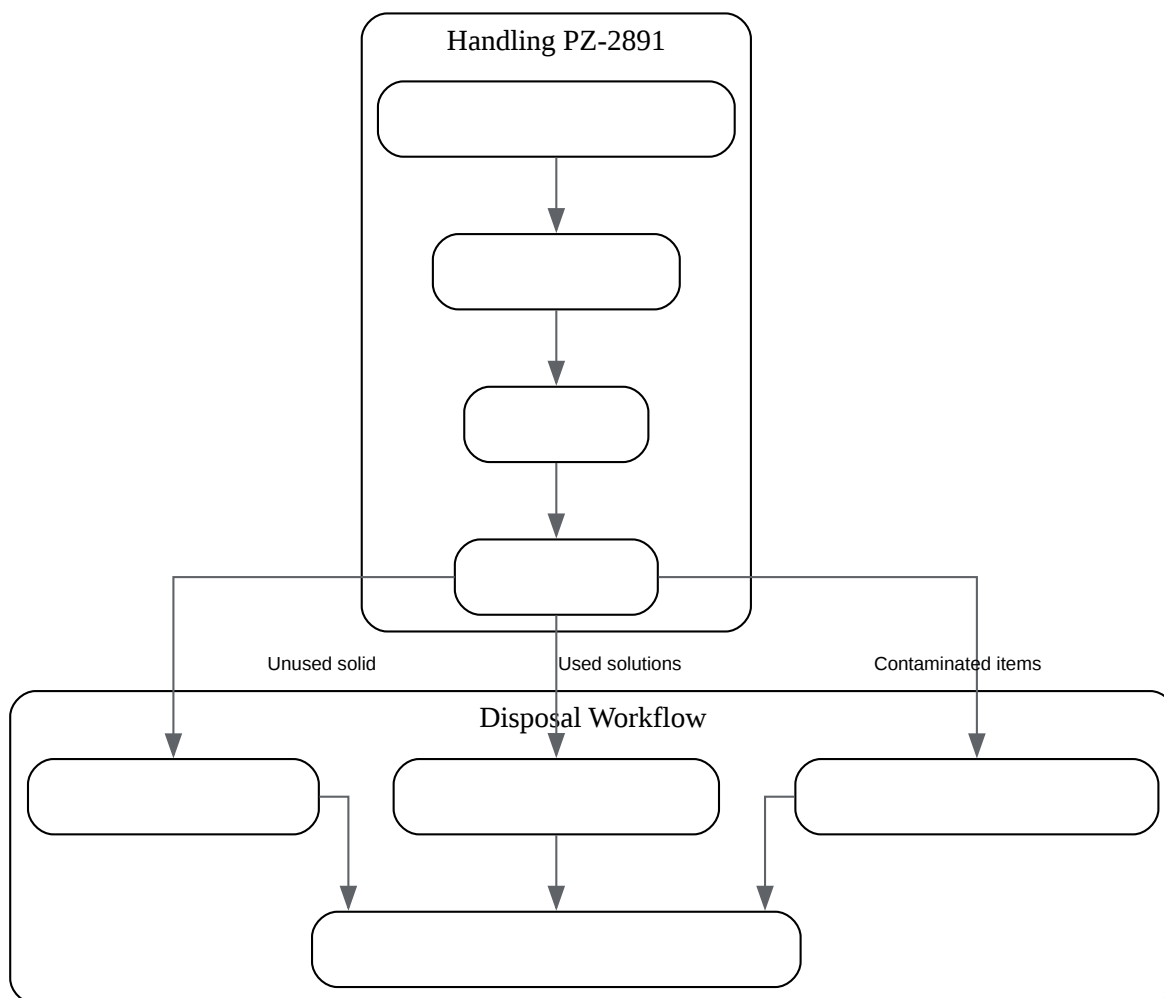 Handling PZ-2891
Unused solid
Used solutions
Contaminated items
Disposal Workflow